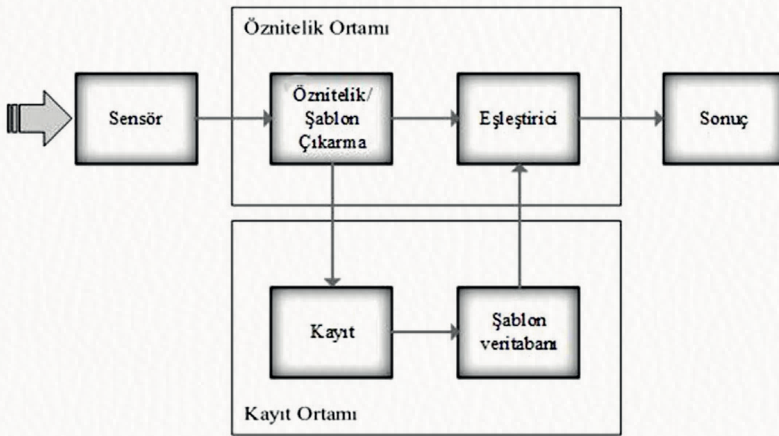 Öznitelik Ortamı
Sensör
Öznitelik/
Şablon
Çıkarma
Eşleştirici
Sonuç
Kayıt
Şablon
veritabanı
Kayıt Ortamı